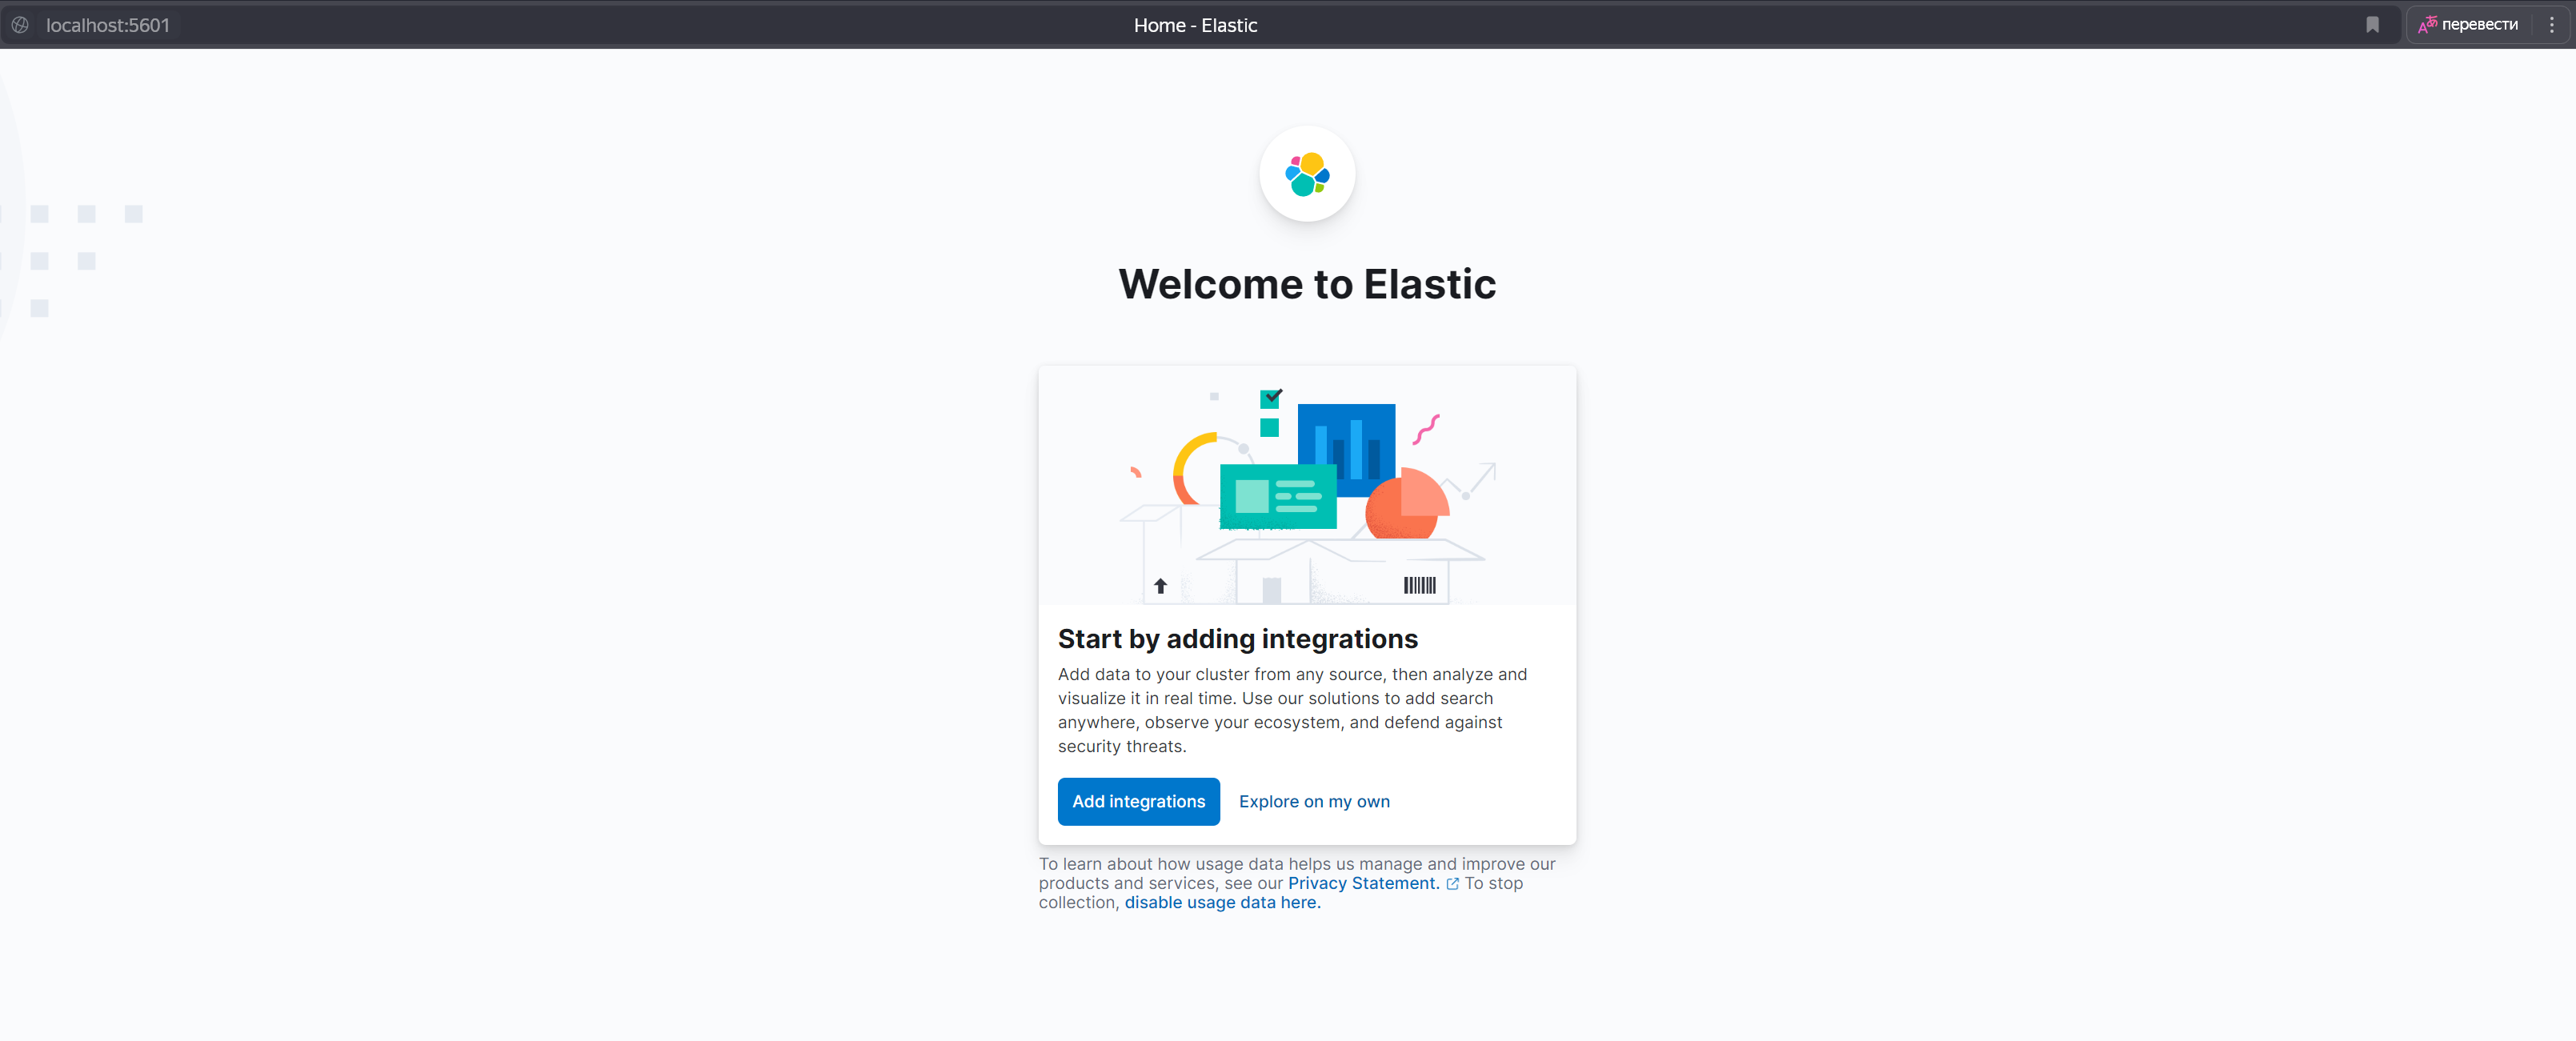 localhost:5601
Home - Elastic
перевести
Welcome to Elastic
Start by adding integrations
Add data to your cluster from any source, then analyze and
visualize it in real time. Use our solutions to add search
anywhere, observe your ecosystem, and defend against
security threats.
Add integrations
Explore on my own
To learn about how usage data helps us manage and improve our
products and services, see our Privacy Statement. To stop
collection, disable usage data here.